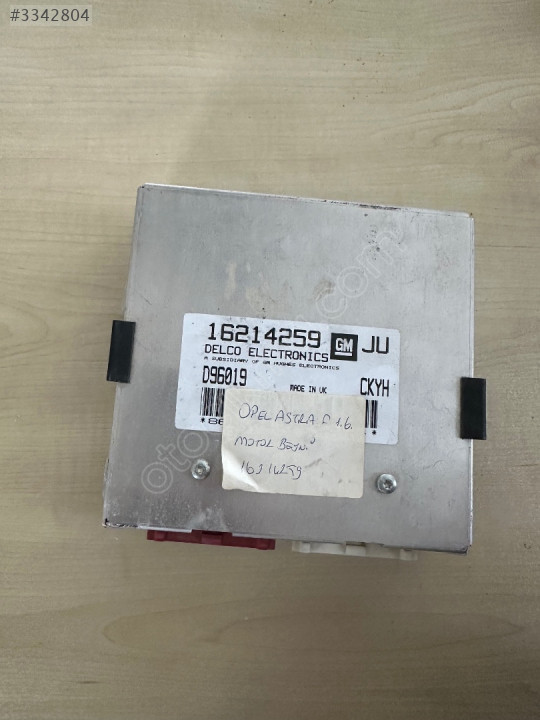 #3342804
16214259 GM JU
DELCO ELECTRONICS
A SUBSIDIARY OF GM HUGHES ELECTRONICS
D96019 MADE IN UK CKYH
OPEL ASTRA F 1.6.
MOTOR Beyni
16216259